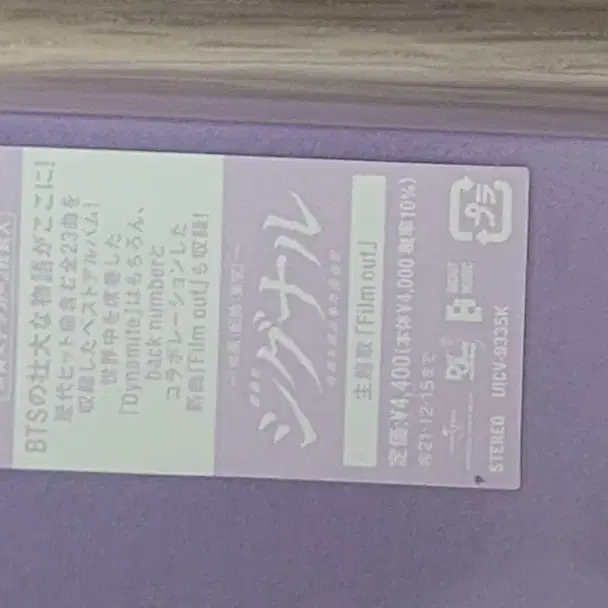 BTSの壮大な物語がここに!
歴代ヒット曲含む全23曲を
収録したベストアルバム!
世界中を席巻した
「Dynamite」はもちろん、
back numberと
コラボレーションした
新曲「Film out」も収録!
シグナル
主題歌「Film out」
定価:¥4,400(本体¥4,000 税率10%)
STEREO UICV-9335K
プラ
BIGHIT
MUSIC